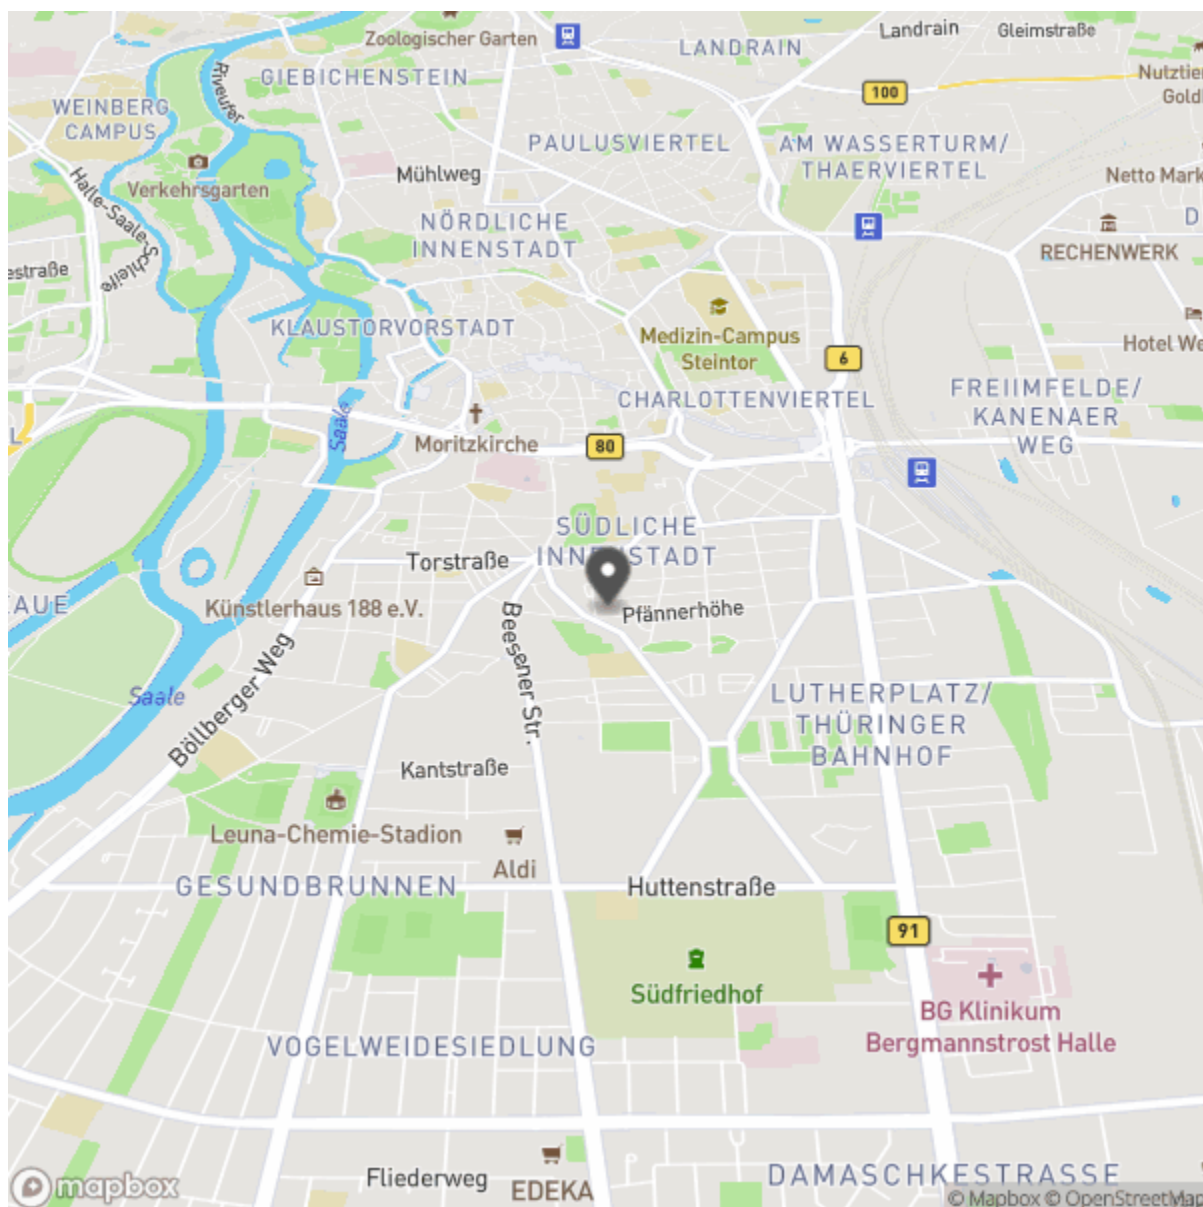 Zoologischer Garten
LANDRAIN
Landrain
Gleimstraße
GIEBICHENSTEIN
Riveufer
100
Nutztier
Gold
WEINBERG
CAMPUS
PAULUSVIERTEL
AM WASSERTURM/
THAERVIERTEL
Verkehrsgarten
Mühlweg
Netto Mark
Halle-Saale-Schleife
NÖRDLICHE
INNENSTADT
D
RECHENWERK
estraße
KLAUSTORVORSTADT
Medizin-Campus
Steintor
6
Hotel We
CHARLOTTENVIERTEL
FREIIMFELDE/
KANENAER
WEG
Saale
Moritzkirche
80
L
SÜDLICHE
INNENSTADT
Torstraße
EAUE
Künstlerhaus 188 e.V.
Pfännerhöhe
Beesener Str.
Saale
Böllberger Weg
LUTHERPLATZ/
THÜRINGER
BAHNHOF
Kantstraße
Leuna-Chemie-Stadion
Aldi
GESUNDBRUNNEN
Huttenstraße
91
Südfriedhof
BG Klinikum
Bergmannstrost Halle
VOGELWEIDESIEDLUNG
Fliederweg
EDEKA
DAMASCHKESTRASSE
mapbox
© Mapbox © OpenStreetMap